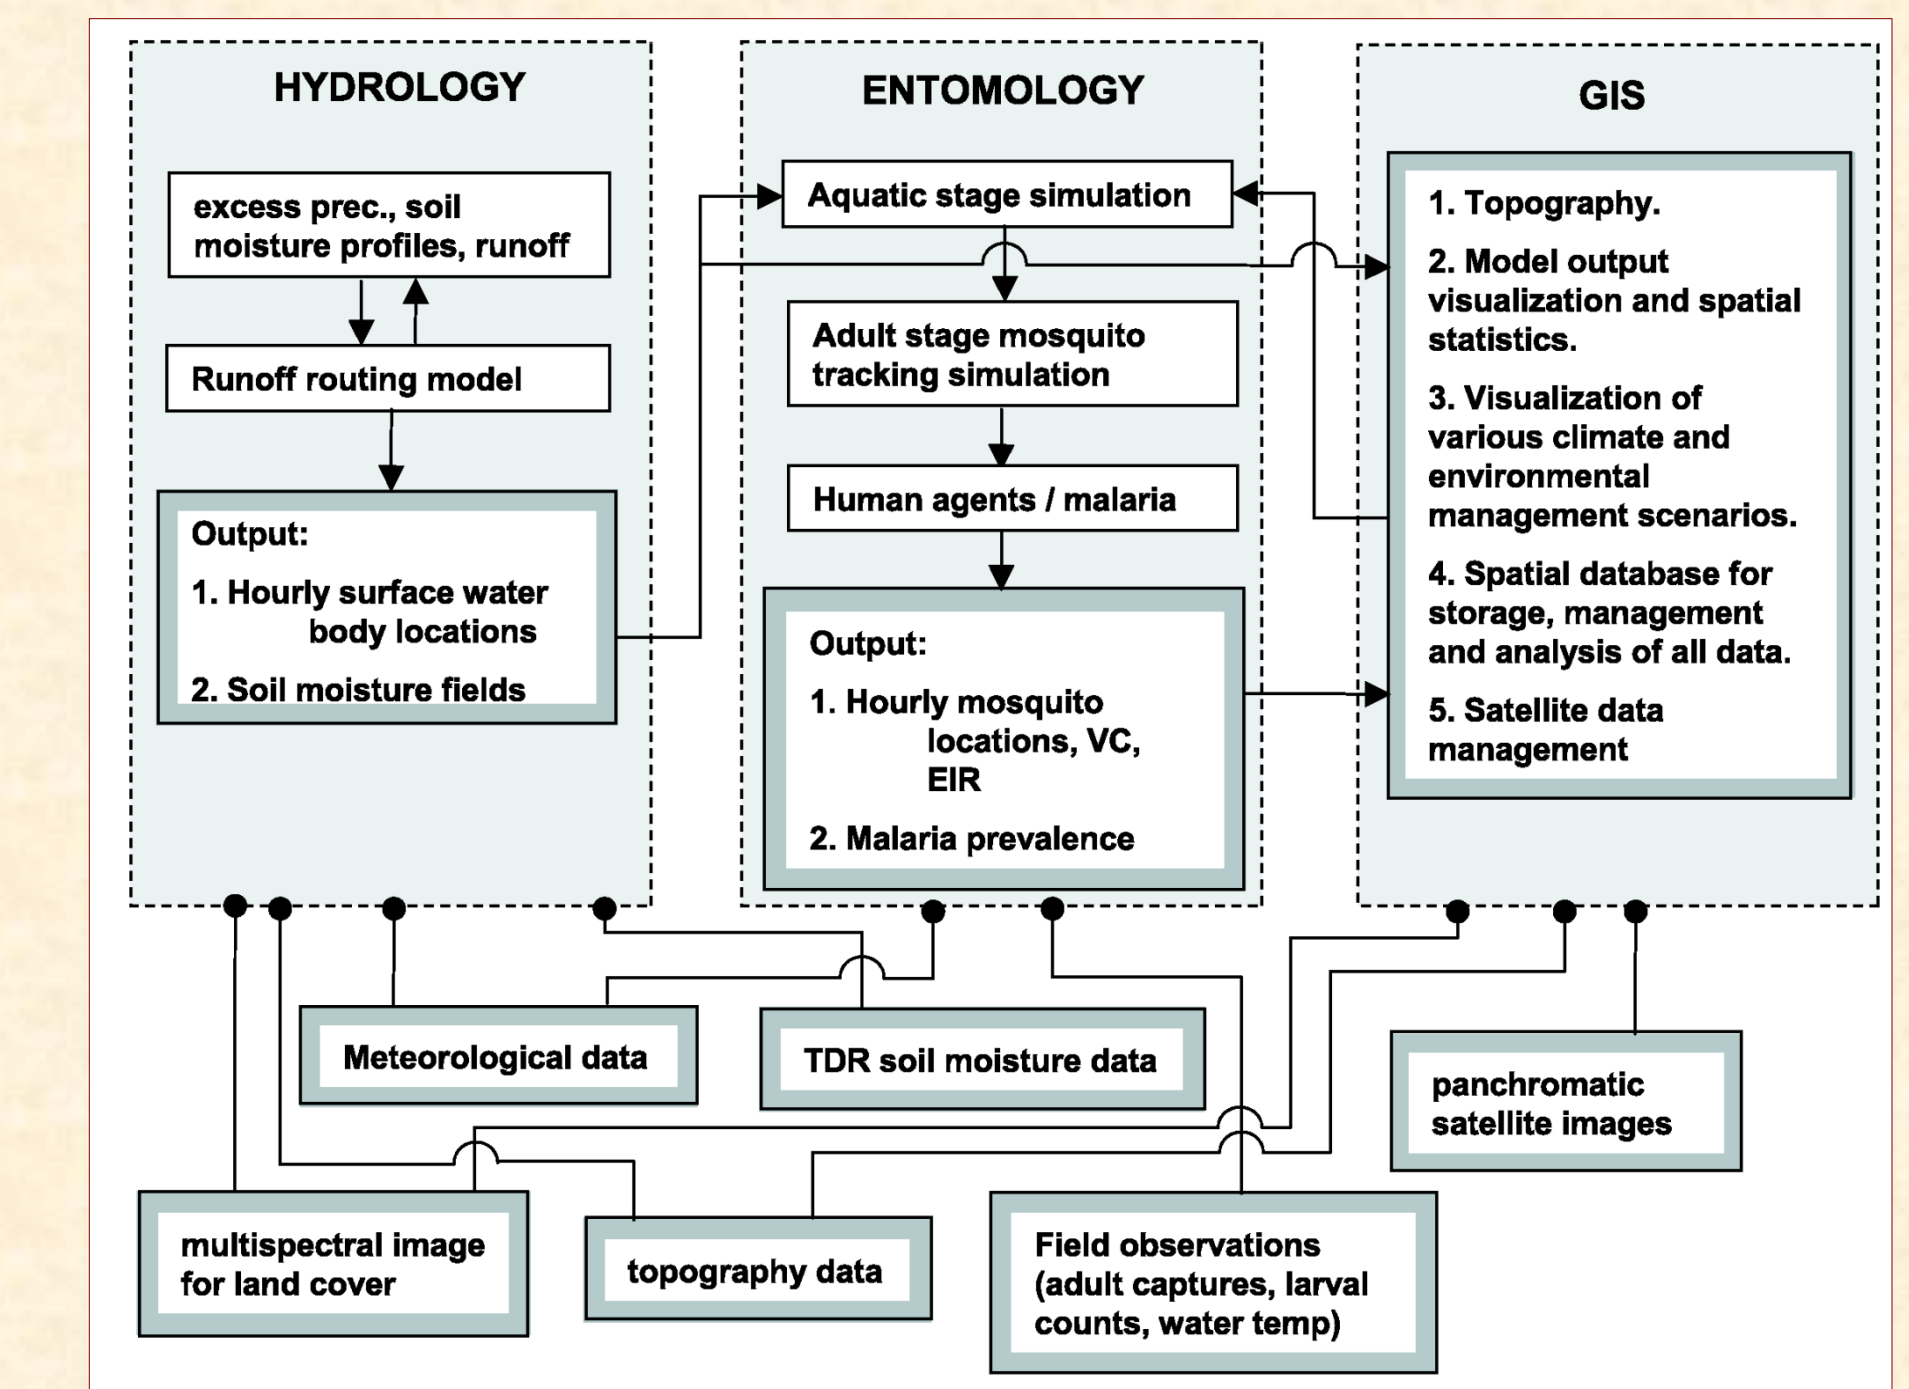 HYDROLOGY
excess prec., soil
moisture profiles, runoff
Runoff routing model
Output:
1. Hourly surface water
body locations
2. Soil moisture fields
ENTOMOLOGY
Aquatic stage simulation
Adult stage mosquito
tracking simulation
Human agents / malaria
Output:
1. Hourly mosquito
locations, VC,
EIR
2. Malaria prevalence
GIS
1. Topography.
2. Model output
visualization and spatial
statistics.
3. Visualization of
various climate and
environmental
management scenarios.
4. Spatial database for
storage, management
and analysis of all data.
5. Satellite data
management
Meteorological data
TDR soil moisture data
panchromatic
satellite images
multispectral image
for land cover
topography data
Field observations
(adult captures, larval
counts, water temp)